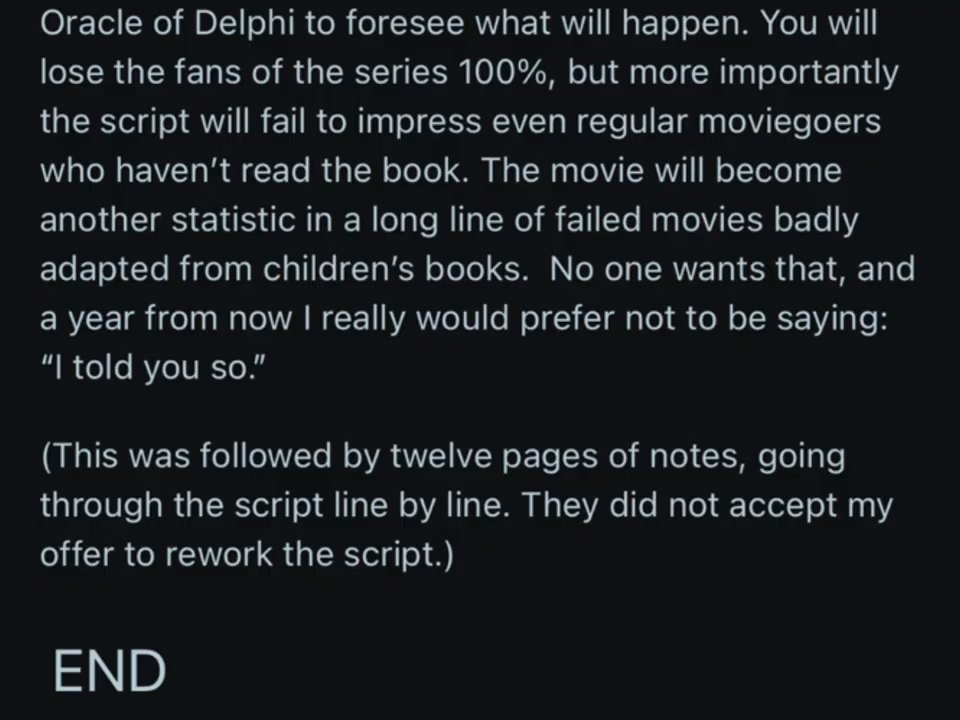 Oracle of Delphi to foresee what will happen. You will
lose the fans of the series 100%, but more importantly
the script will fail to impress even regular moviegoers
who haven’t read the book. The movie will become
another statistic in a long line of failed movies badly
adapted from children’s books.  No one wants that, and
a year from now I really would prefer not to be saying:
“I told you so.”
(This was followed by twelve pages of notes, going
through the script line by line. They did not accept my
offer to rework the script.)
END